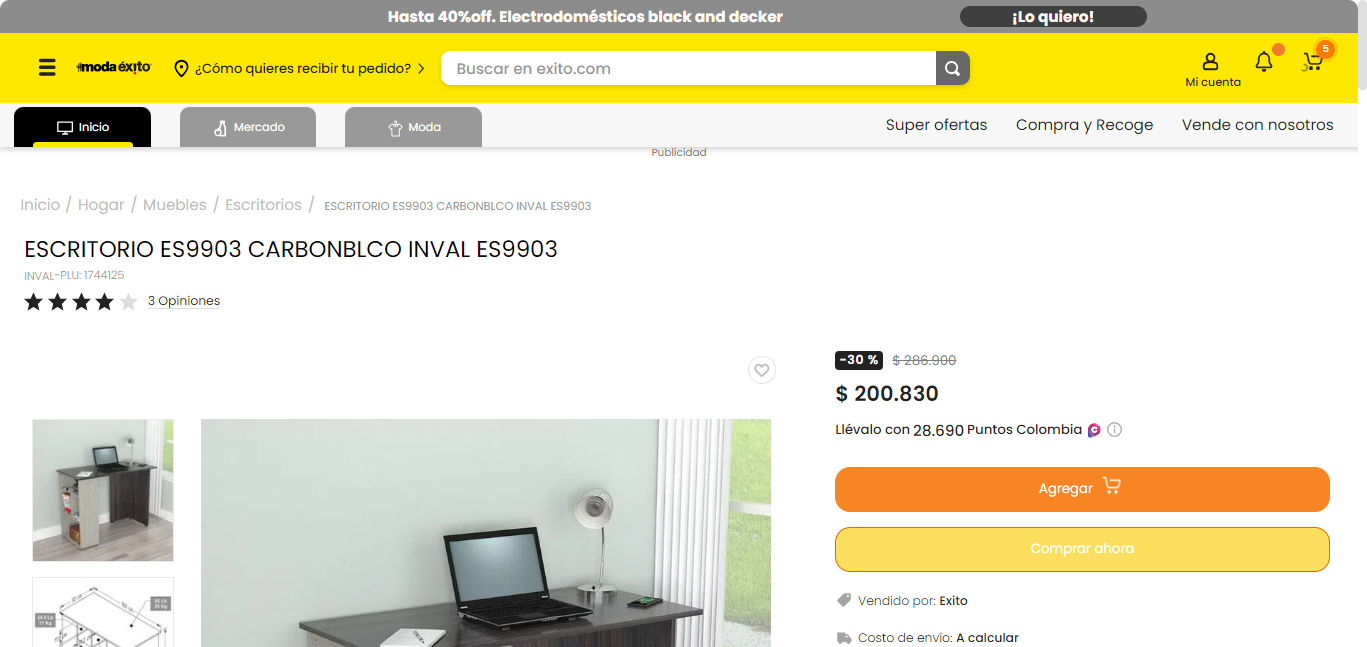 Hasta 40%off. Electrodomésticos black and decker
¡Lo quiero!
#moda éxito
¿Cómo quieres recibir tu pedido?
Buscar en exito.com
Mi cuenta
5
Inicio
Mercado
Moda
Super ofertas
Compra y Recoge
Vende con nosotros
Publicidad
Inicio / Hogar / Muebles / Escritorios / ESCRITORIO ES9903 CARBONBLCO INVAL ES9903
ESCRITORIO ES9903 CARBONBLCO INVAL ES9903
INVAL-PLU: 1744125
3 Opiniones
-30 % $ 286.900
$ 200.830
Llévalo con 28.690 Puntos Colombia
Agregar
Comprar ahora
Vendido por: Exito
Costo de envío: A calcular